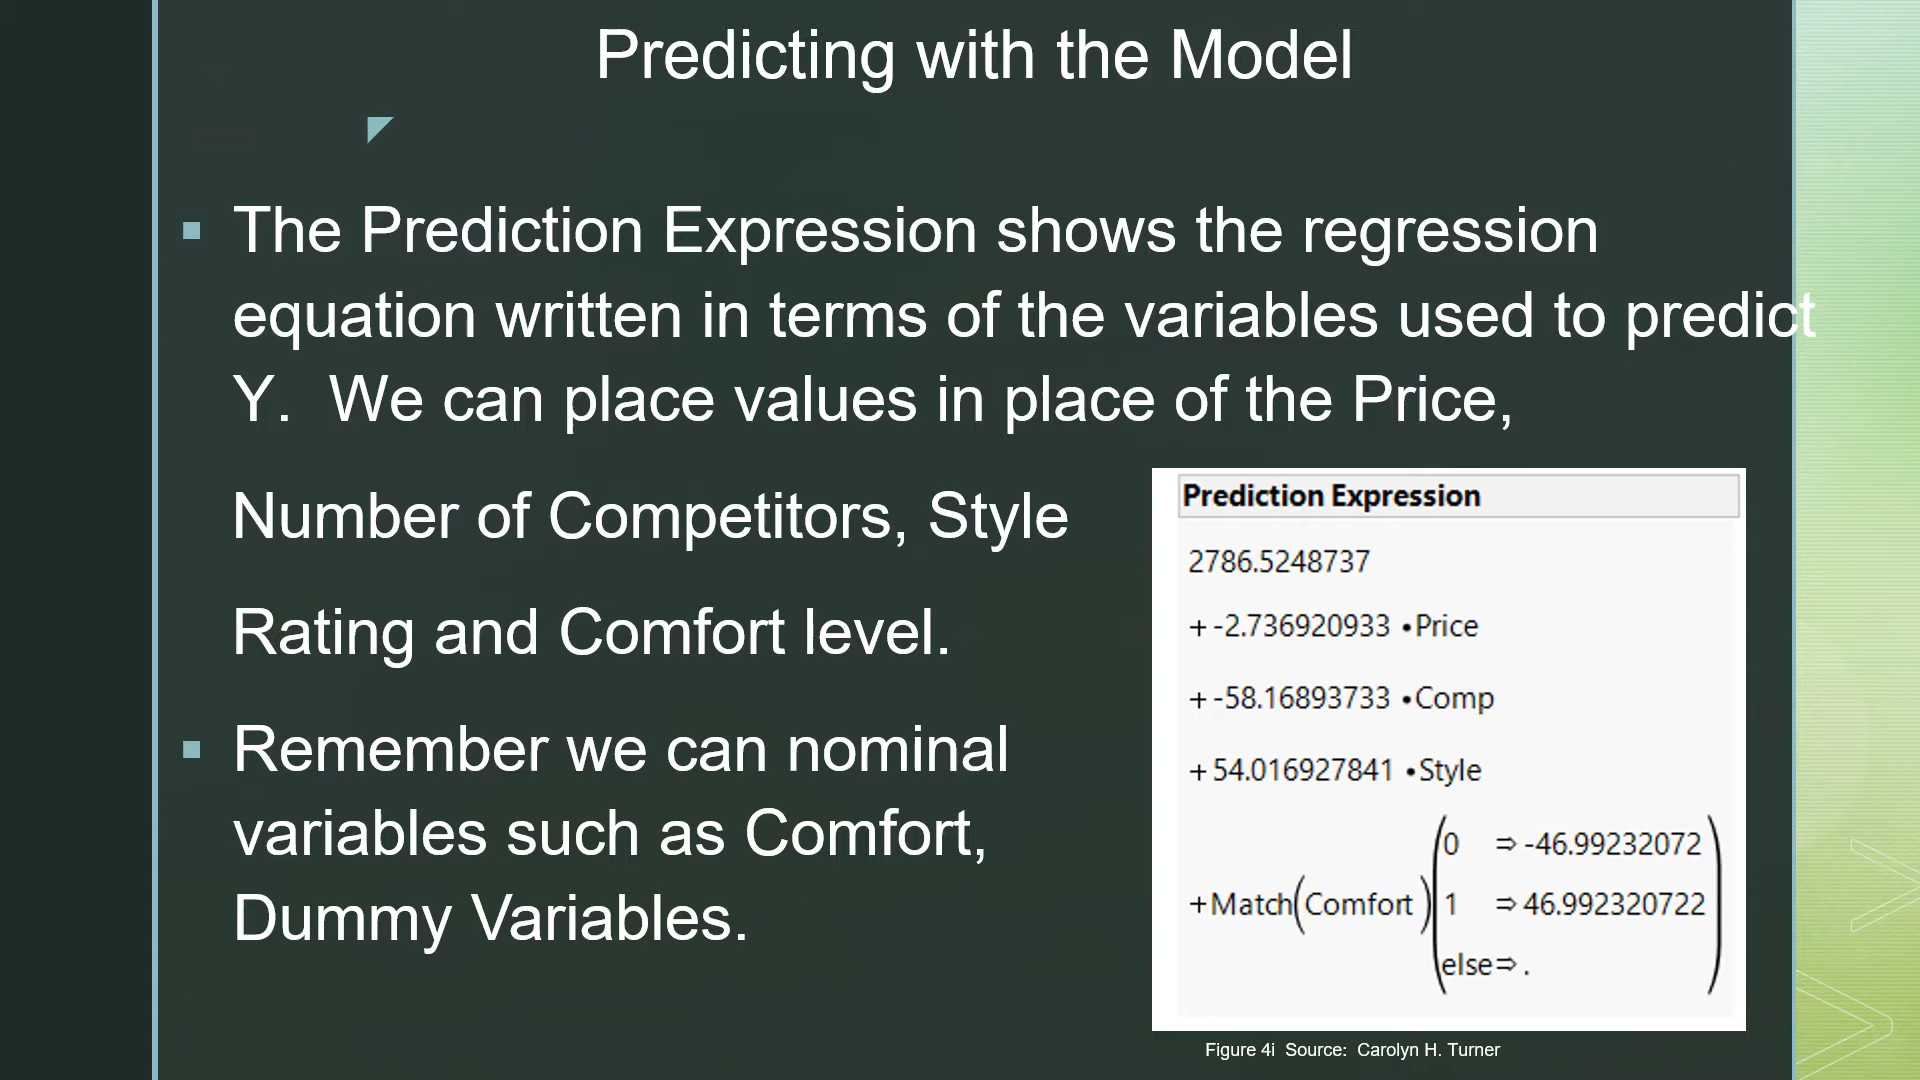 Predicting with the Model
The Prediction Expression shows the regression
equation written in terms of the variables used to predict
Y. We can place values in place of the Price,
Number of Competitors, Style
Rating and Comfort level.
Remember we can nominal
variables such as Comfort,
Dummy Variables.
Prediction Expression
2786.5248737
+ -2.736920933 •Price
+ -58.16893733 •Comp
+ 54.016927841 •Style
+Match(Comfort)
0 ⇒ -46.99232072
1 ⇒ 46.992320722
else⇒ .
Figure 4i Source: Carolyn H. Turner